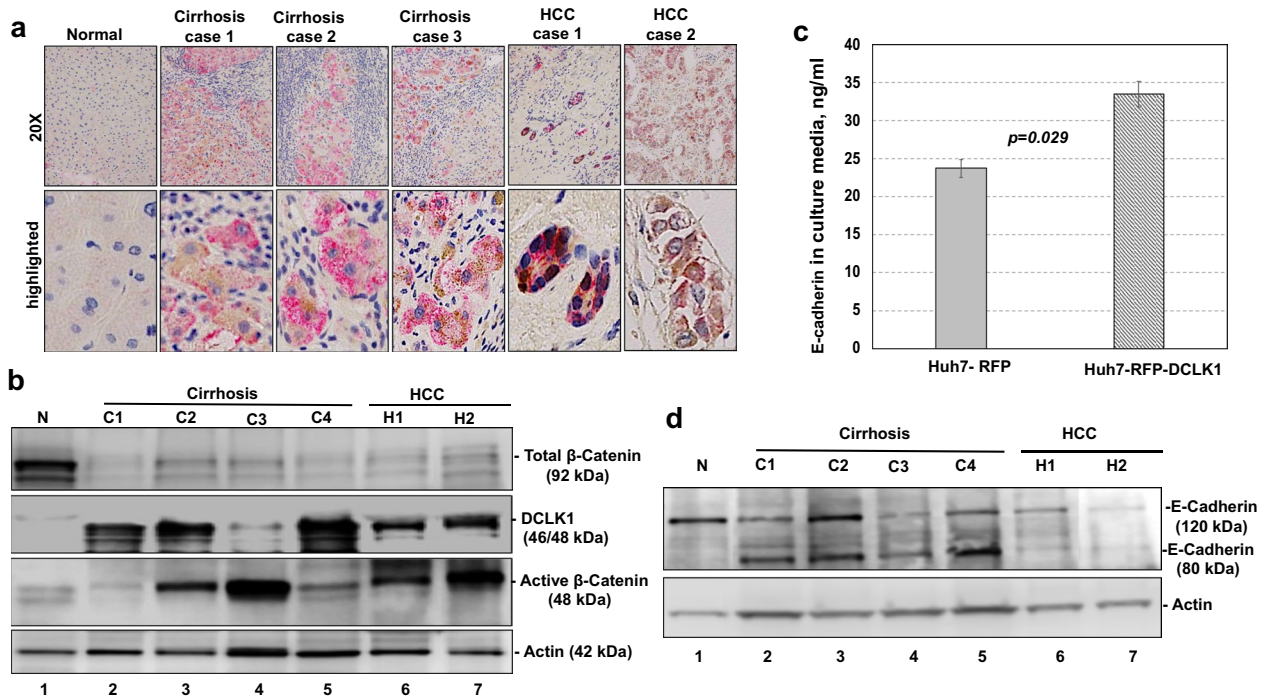 a
Normal
Cirrhosis
case 1
Cirrhosis
case 2
Cirrhosis
case 3
HCC
case 1
HCC
case 2
20X
highlighted
b
Cirrhosis
HCC
N
C1
C2
C3
C4
H1
H2
- Total β-Catenin
(92 kDa)
- DCLK1
(46/48 kDa)
- Active β-Catenin
(48 kDa)
- Actin (42 kDa)
1
2
3
4
5
6
7
c
E-cadherin in culture media, ng/ml
40
35
30
25
20
15
10
5
0
p=0.029
Huh7- RFP
Huh7-RFP-DCLK1
d
Cirrhosis
HCC
N
C1
C2
C3
C4
H1
H2
-E-Cadherin
(120 kDa)
-E-Cadherin
(80 kDa)
- Actin
1
2
3
4
5
6
7